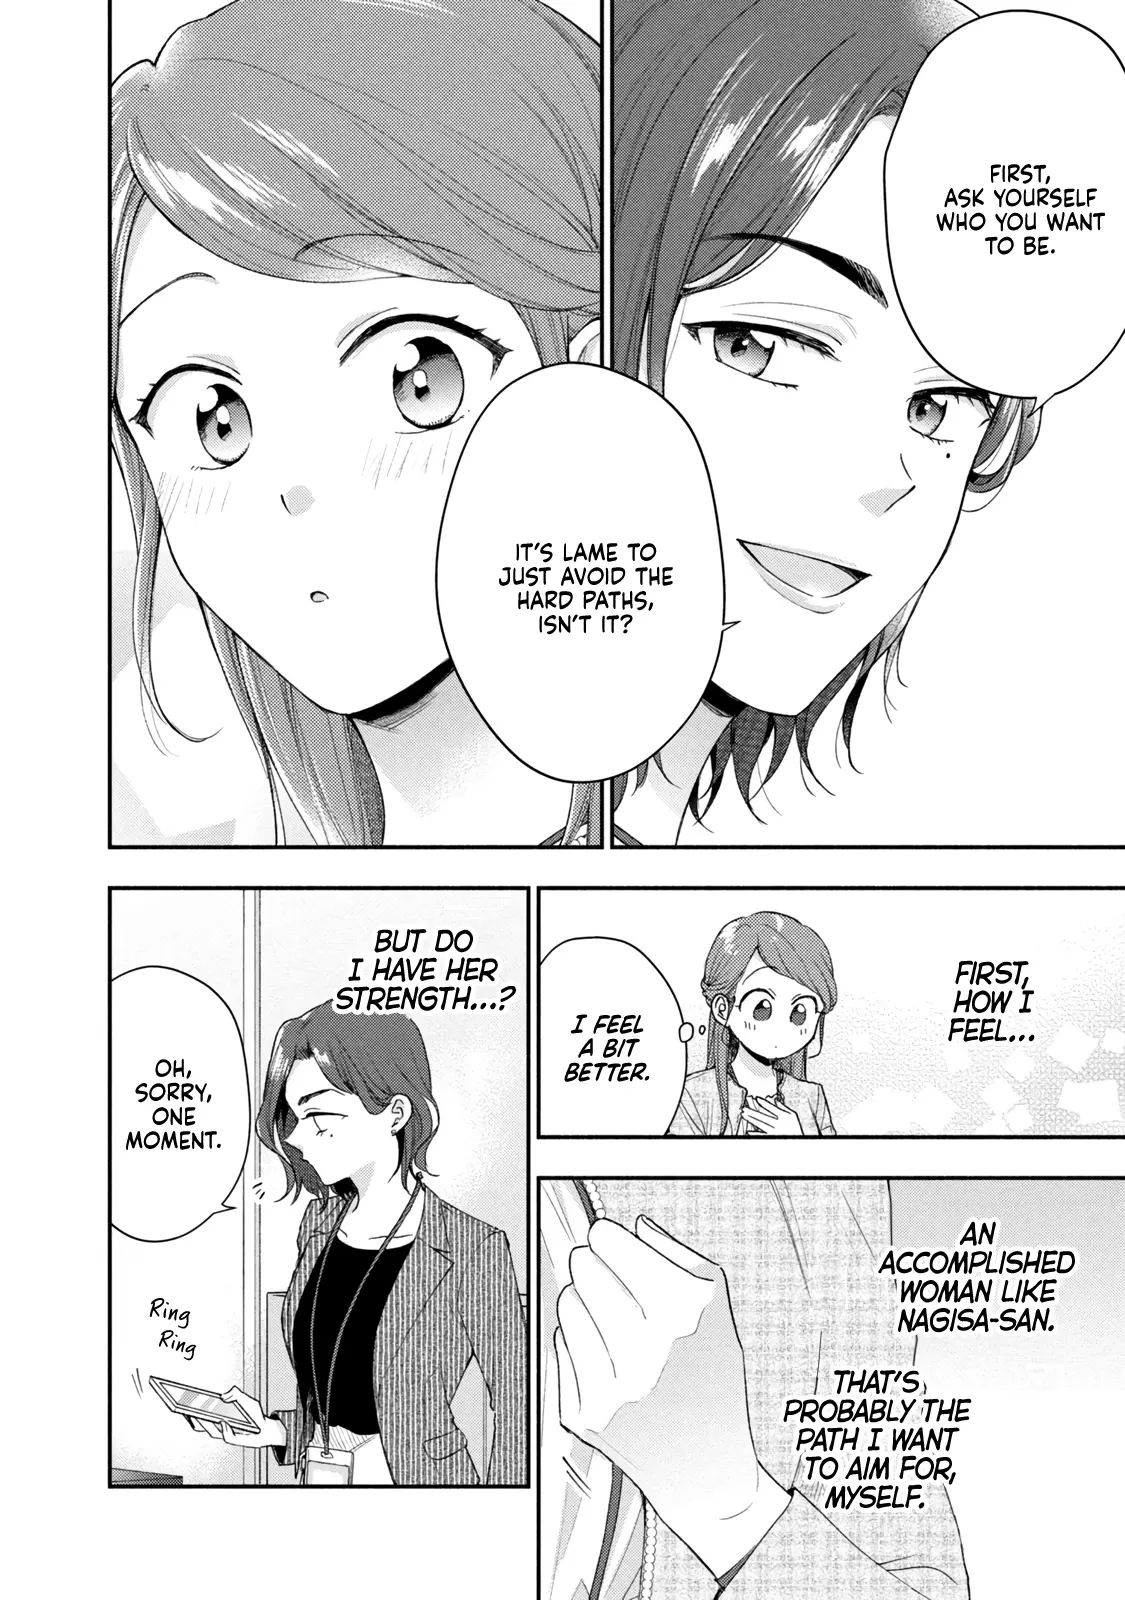 FIRST,
ASK YOURSELF
WHO YOU WANT
TO BE.
IT'S LAME TO
JUST AVOID THE
HARD PATHS,
ISN'T IT?
FIRST,
HOW I
FEEL...
I FEEL
A BIT
BETTER.
AN
ACCOMPLISHED
WOMAN LIKE
NAGISA-SAN.
THAT'S
PROBABLY THE
PATH I WANT
TO AIM FOR,
MYSELF.
BUT DO
I HAVE HER
STRENGTH...?
OH,
SORRY,
ONE
MOMENT.
Ring
Ring